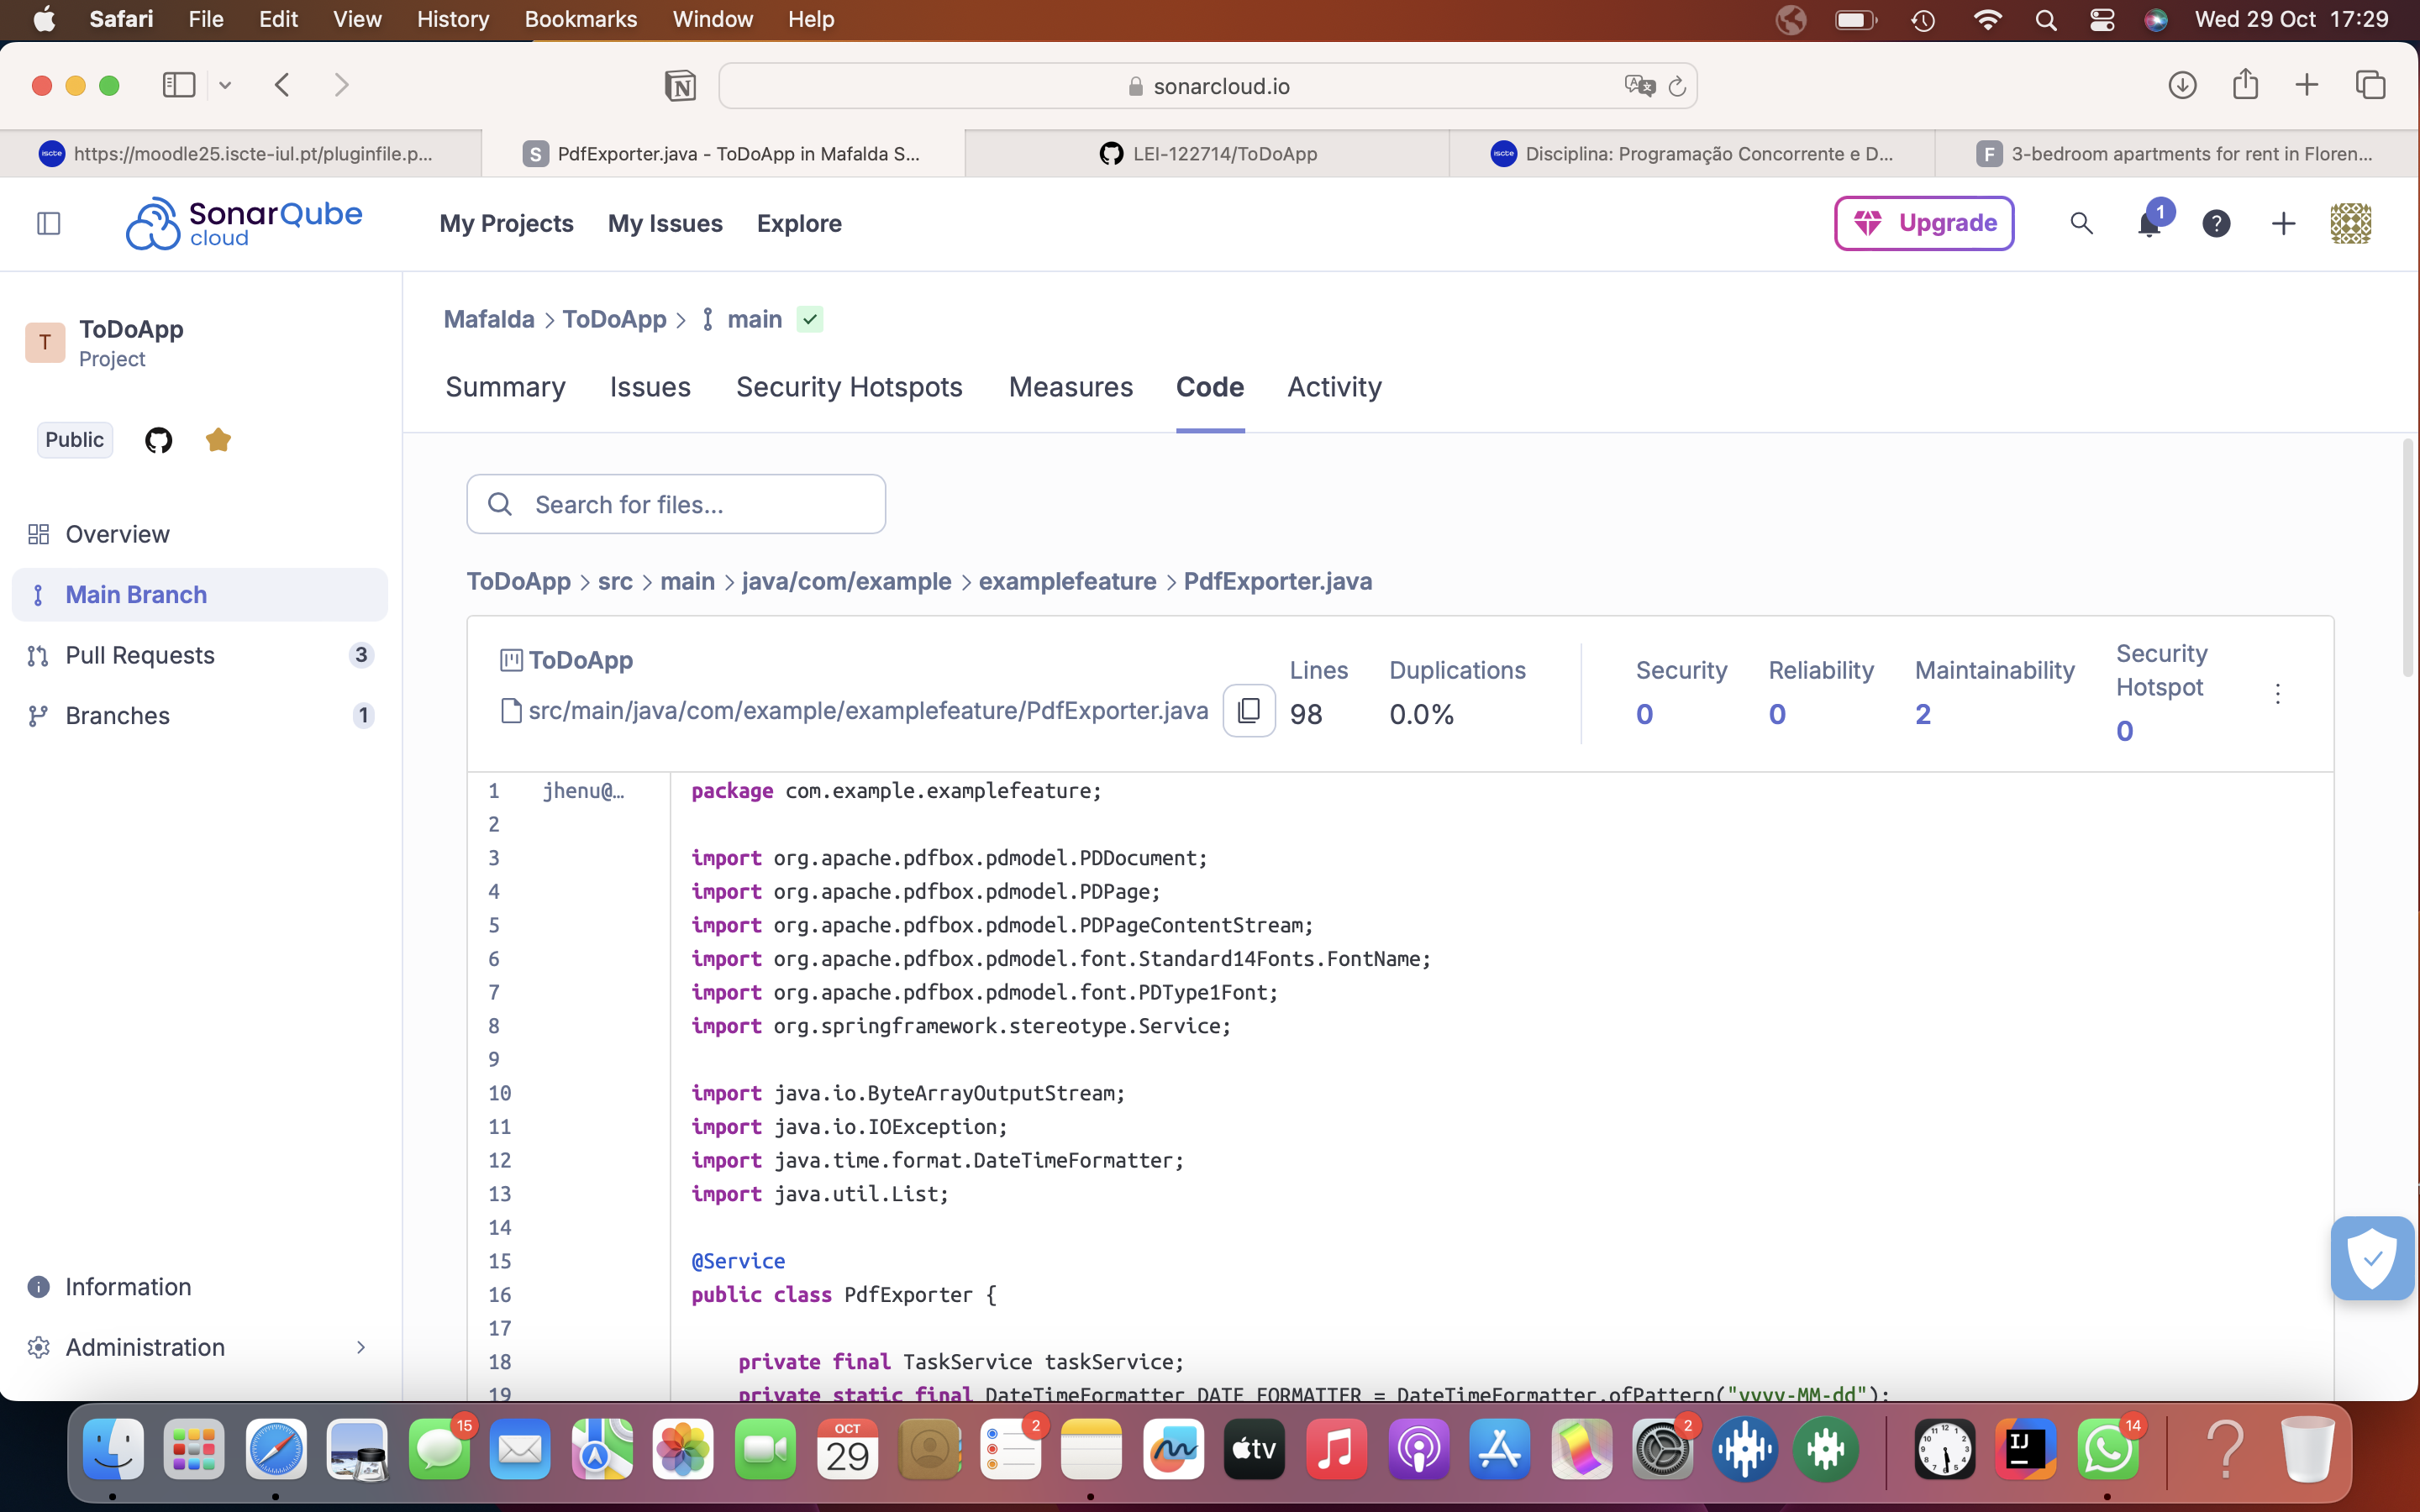 Safari File Edit View History Bookmarks Window Help Wed 29 Oct 17:29
sonarcloud.io
iscte https://moodle25.iscte-iul.pt/pluginfile.p...
S PdfExporter.java - ToDoApp in Mafalda S...
LEI-122714/ToDoApp
iscte Disciplina: Programação Concorrente e D...
F 3-bedroom apartments for rent in Floren...
SonarQube cloud
My Projects My Issues Explore
Upgrade
1
?
T
ToDoApp
Project
Public
Overview
Main Branch
Pull Requests 3
Branches 1
Information
Administration
Mafalda > ToDoApp > main
Summary Issues Security Hotspots Measures Code Activity
Search for files...
ToDoApp > src > main > java/com/example > examplefeature > PdfExporter.java
ToDoApp
src/main/java/com/example/examplefeature/PdfExporter.java
Lines
98
Duplications
0.0%
Security
0
Reliability
0
Maintainability
2
Security Hotspot
0
1 jhenu@... package com.example.examplefeature;
2
3 import org.apache.pdfbox.pdmodel.PDDocument;
4 import org.apache.pdfbox.pdmodel.PDPage;
5 import org.apache.pdfbox.pdmodel.PDPageContentStream;
6 import org.apache.pdfbox.pdmodel.font.Standard14Fonts.FontName;
7 import org.apache.pdfbox.pdmodel.font.PDType1Font;
8 import org.springframework.stereotype.Service;
9
10 import java.io.ByteArrayOutputStream;
11 import java.io.IOException;
12 import java.time.format.DateTimeFormatter;
13 import java.util.List;
14
15 @Service
16 public class PdfExporter {
17
18 private final TaskService taskService;
19 private static final DateTimeFormatter DATE_FORMATTER = DateTimeFormatter.ofPattern("yyyy-MM-dd");
15
OCT
29
2
tv
2
IJ
14